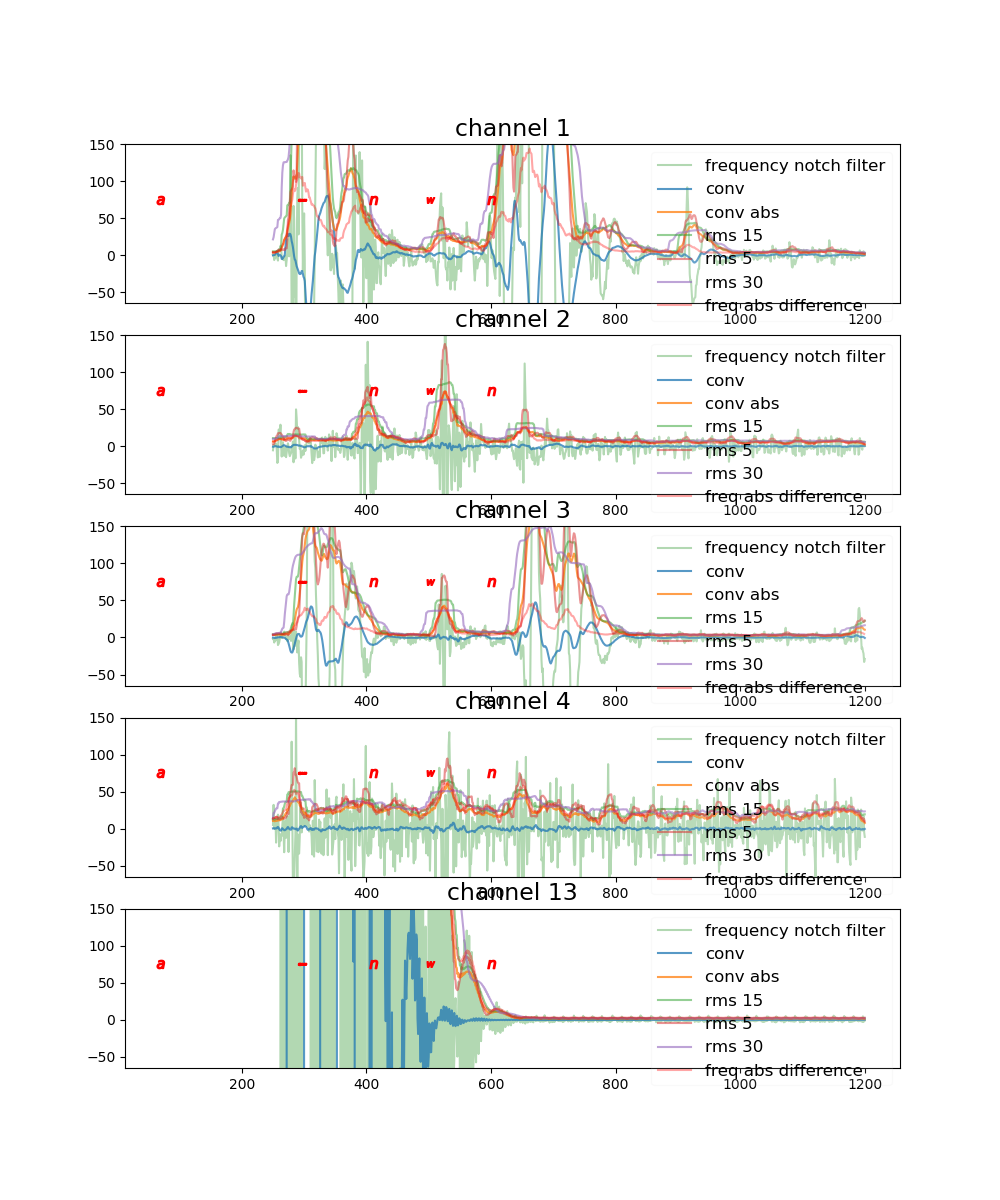 channel 1
150
100
50
0
−50
a − n w n
frequency notch filter
conv
conv abs
rms 15
rms 5
rms 30
freq abs difference
200 400 600 800 1000 1200
channel 2
150
100
50
0
−50
a − n w n
frequency notch filter
conv
conv abs
rms 15
rms 5
rms 30
freq abs difference
200 400 600 800 1000 1200
channel 3
150
100
50
0
−50
a − n w n
frequency notch filter
conv
conv abs
rms 15
rms 5
rms 30
freq abs difference
200 400 600 800 1000 1200
channel 4
150
100
50
0
−50
a − n w n
frequency notch filter
conv
conv abs
rms 15
rms 5
rms 30
freq abs difference
200 400 600 800 1000 1200
channel 13
150
100
50
0
−50
a − n w n
frequency notch filter
conv
conv abs
rms 15
rms 5
rms 30
freq abs difference
200 400 600 800 1000 1200